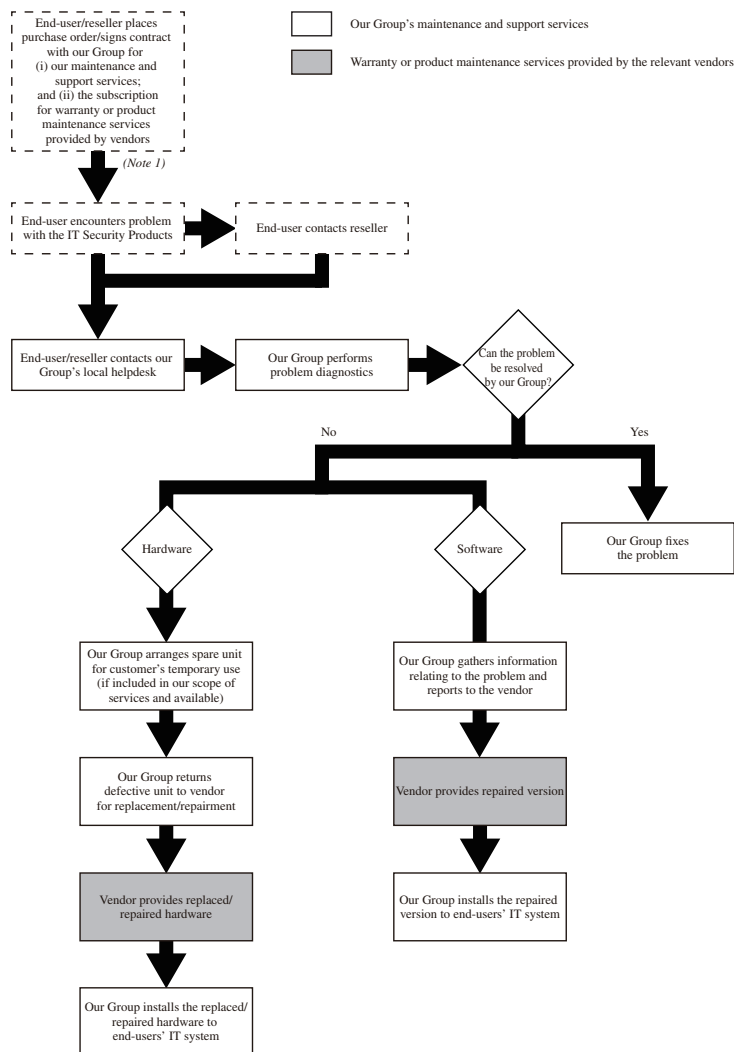 End-user/reseller places
purchase order/signs contract
with our Group for
(i) our maintenance and
support services;
and (ii) the subscription
for warranty or product
maintenance services
provided by vendors
Our Group's maintenance and support services
Warranty or product maintenance services provided by the relevant vendors
(Note 1)
End-user encounters problem
with the IT Security Products
End-user contacts reseller
End-user/reseller contacts our
Group's local helpdesk
Our Group performs
problem diagnostics
Can the problem
be resolved
by our Group?
No
Yes
Hardware
Software
Our Group fixes
the problem
Our Group arranges spare unit
for customer's temporary use
(if included in our scope of
services and available)
Our Group gathers information
relating to the problem and
reports to the vendor
Our Group returns
defective unit to vendor
for replacement/repairment
Vendor provides repaired version
Vendor provides replaced/
repaired hardware
Our Group installs the repaired
version to end-users' IT system
Our Group installs the replaced/
repaired hardware to
end-users' IT system